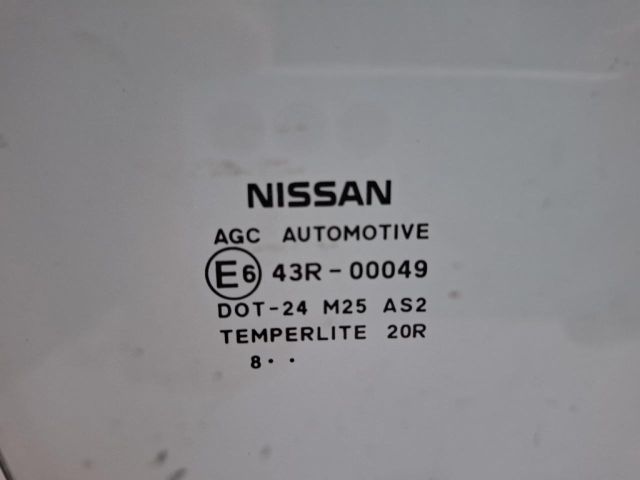 NISSAN
AGC AUTOMOTIVE
E6 43R-00049
DOT-24 M25 AS2
TEMPERLITE 20R
8··